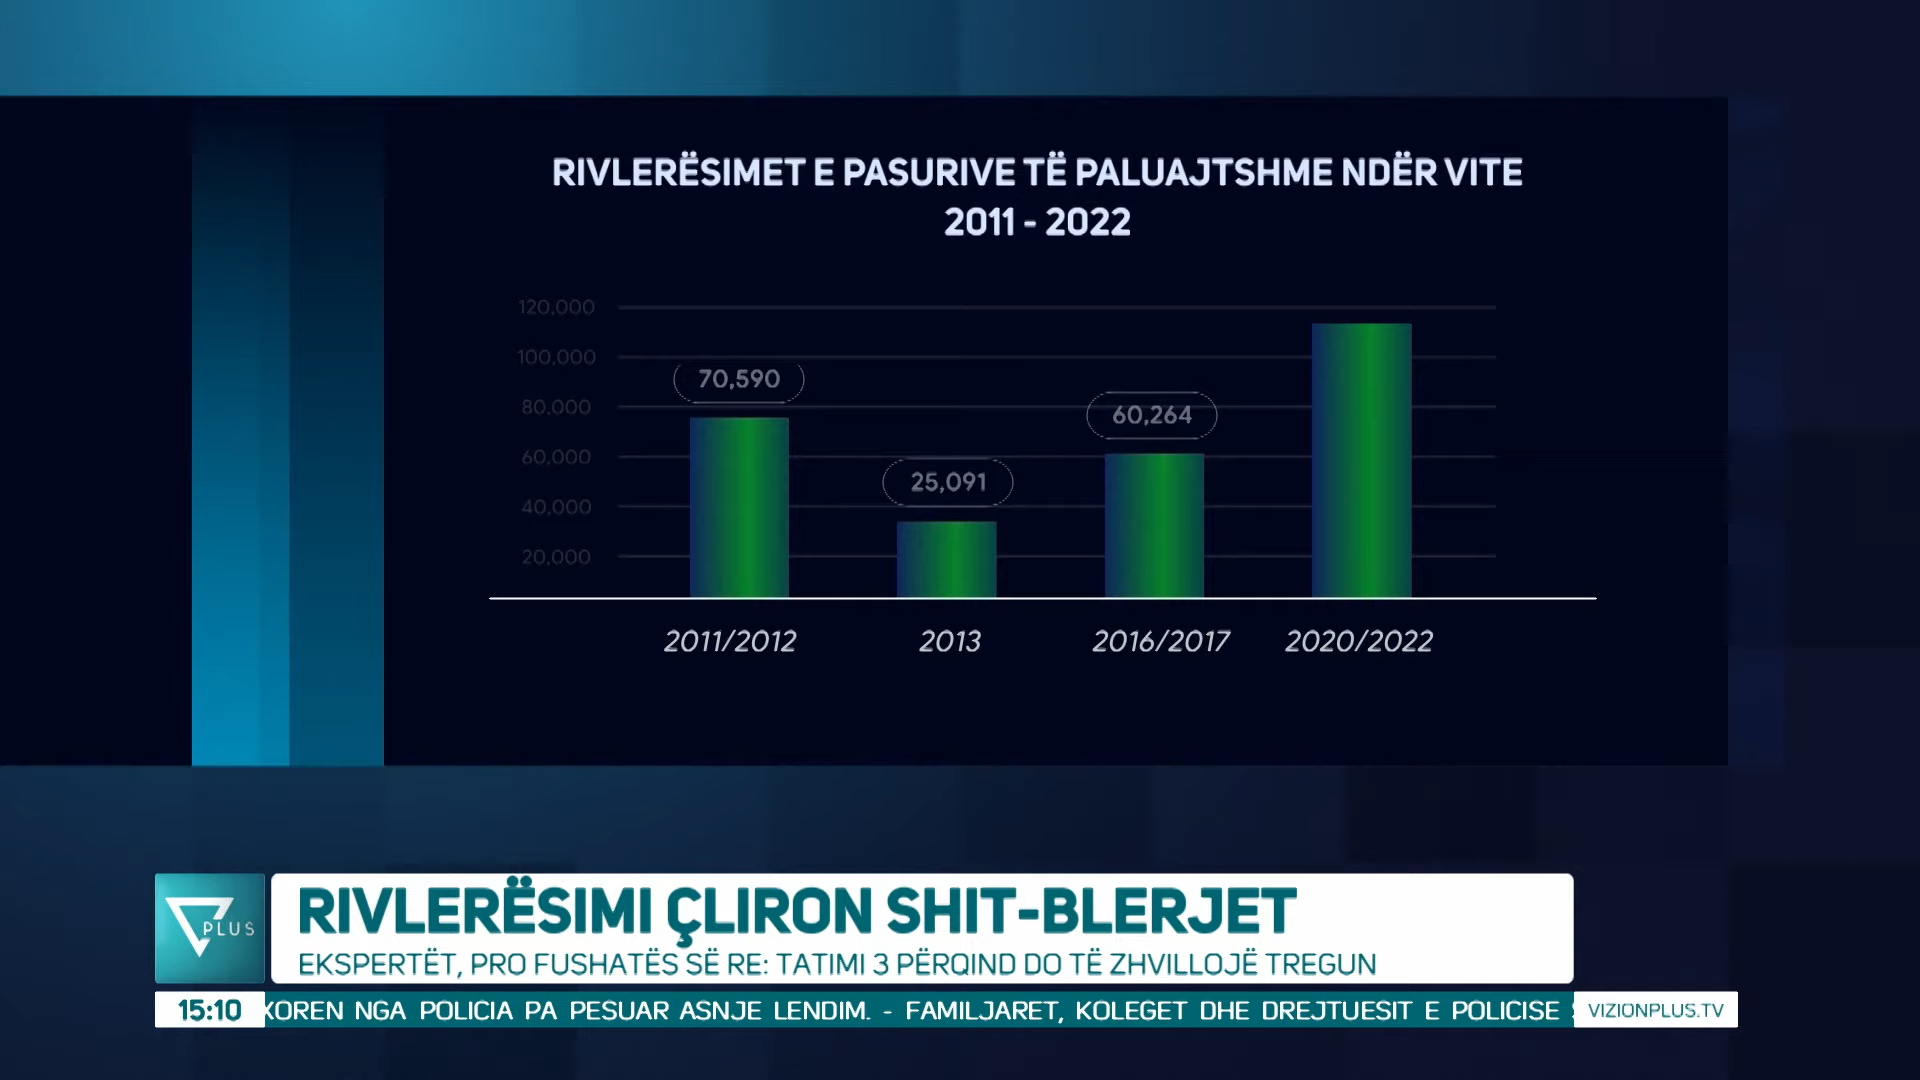 RIVLERËSIMET E PASURIVE TË PALUAJTSHME NDËR VITE
2011 - 2022
120,000
100,000
80,000
60,000
40,000
20,000
70,590
25,091
60,264
2011/2012
2013
2016/2017
2020/2022
PLUS
RIVLERËSIMI ÇLIRON SHIT-BLERJET
EKSPERTËT, PRO FUSHATËS SË RE: TATIMI 3 PËRQIND DO TË ZHVILLOJË TREGUN
15:10
XOREN NGA POLICIA PA PESUAR ASNJE LENDIM. - FAMILJARET, KOLEGET DHE DREJTUESIT E POLICISE
VIZIONPLUS.TV